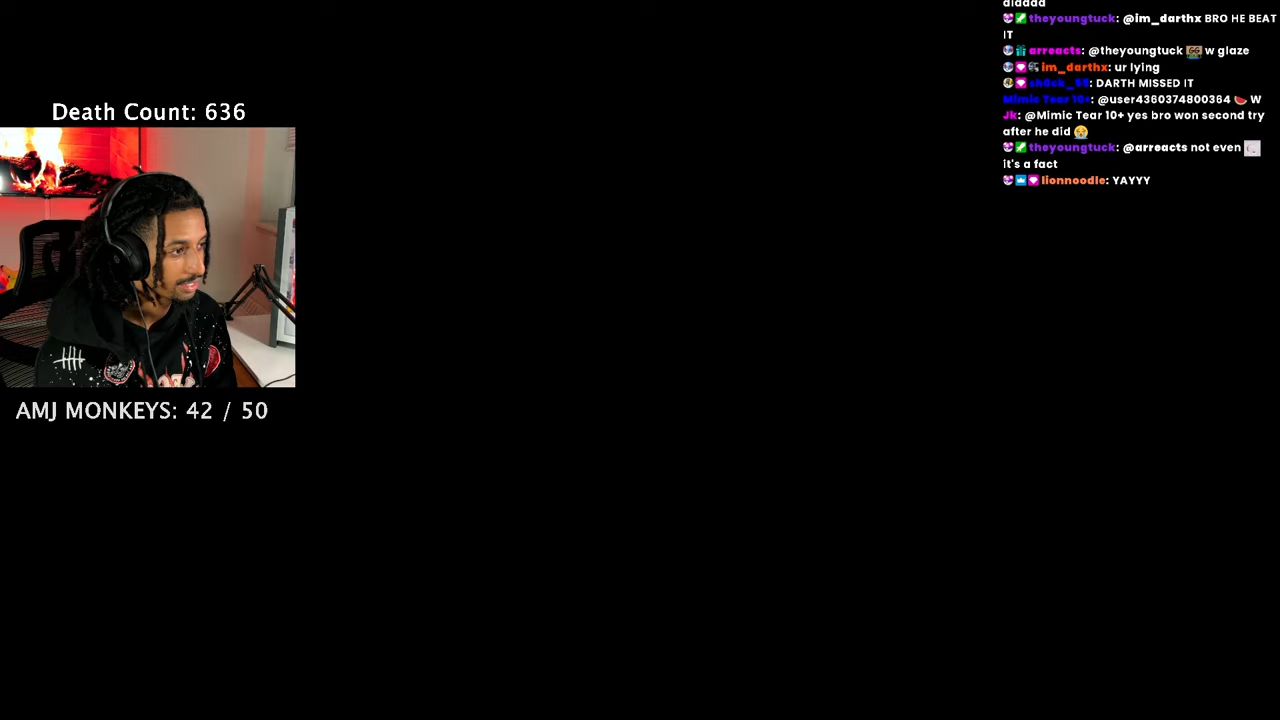 Death Count: 636
AMJ MONKEYS: 42 / 50
theyoungtuck: @im_darthx BRO HE BEAT
IT
arreacts: @theyoungtuck w glaze
im_darthx: ur lying
DARTH MISSED IT
Mimic Tear 10+: @user4360374800364 🍉 W
Jk: @Mimic Tear 10+ yes bro won second try
after he did 😭
theyoungtuck: @arreacts not even
it's a fact
lionnoodle: YAYYY